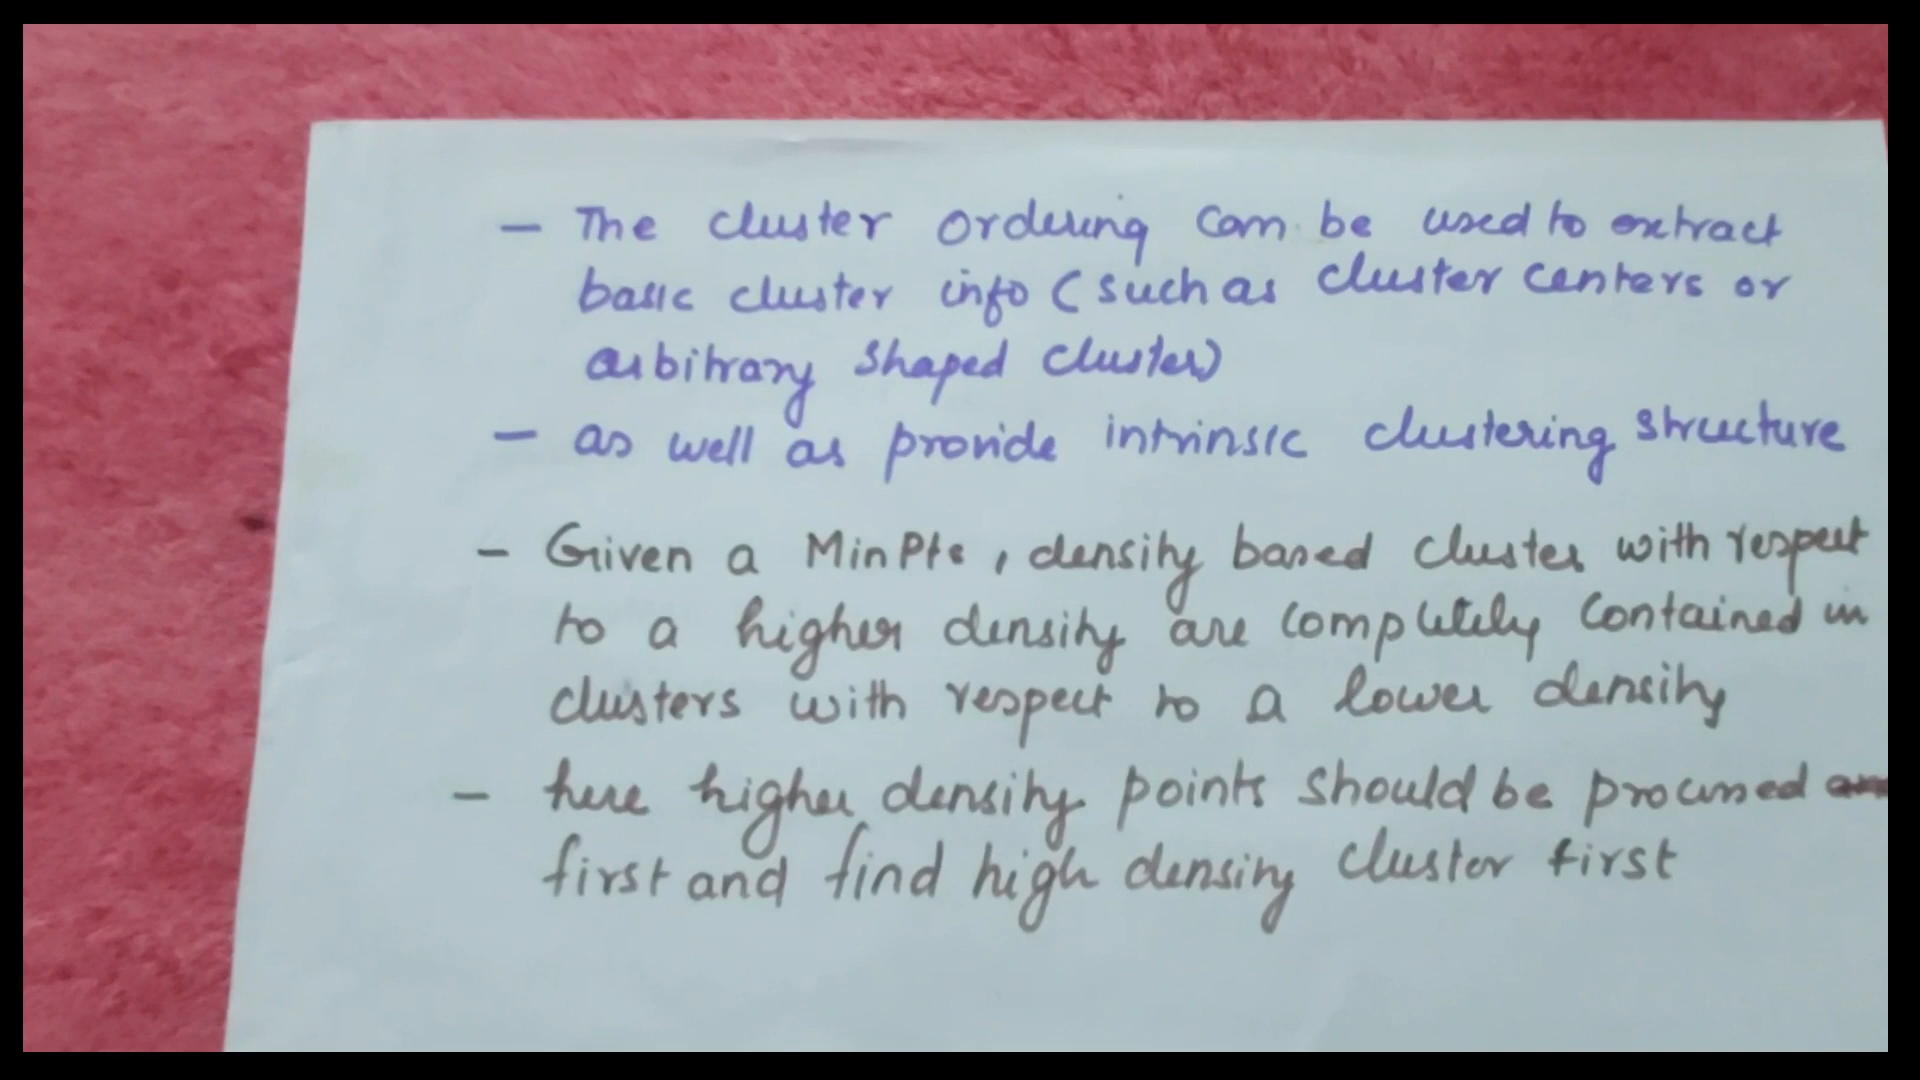 - The cluster ordering can be used to extract
basic cluster info (such as cluster centers or
arbitrary shaped cluster)
- as well as provide intrinsic clustering structure
- Given a MinPts, density based cluster with respect
to a higher density are completely contained in
clusters with respect to a lower density
- here higher density points should be processed
first and find high density cluster first